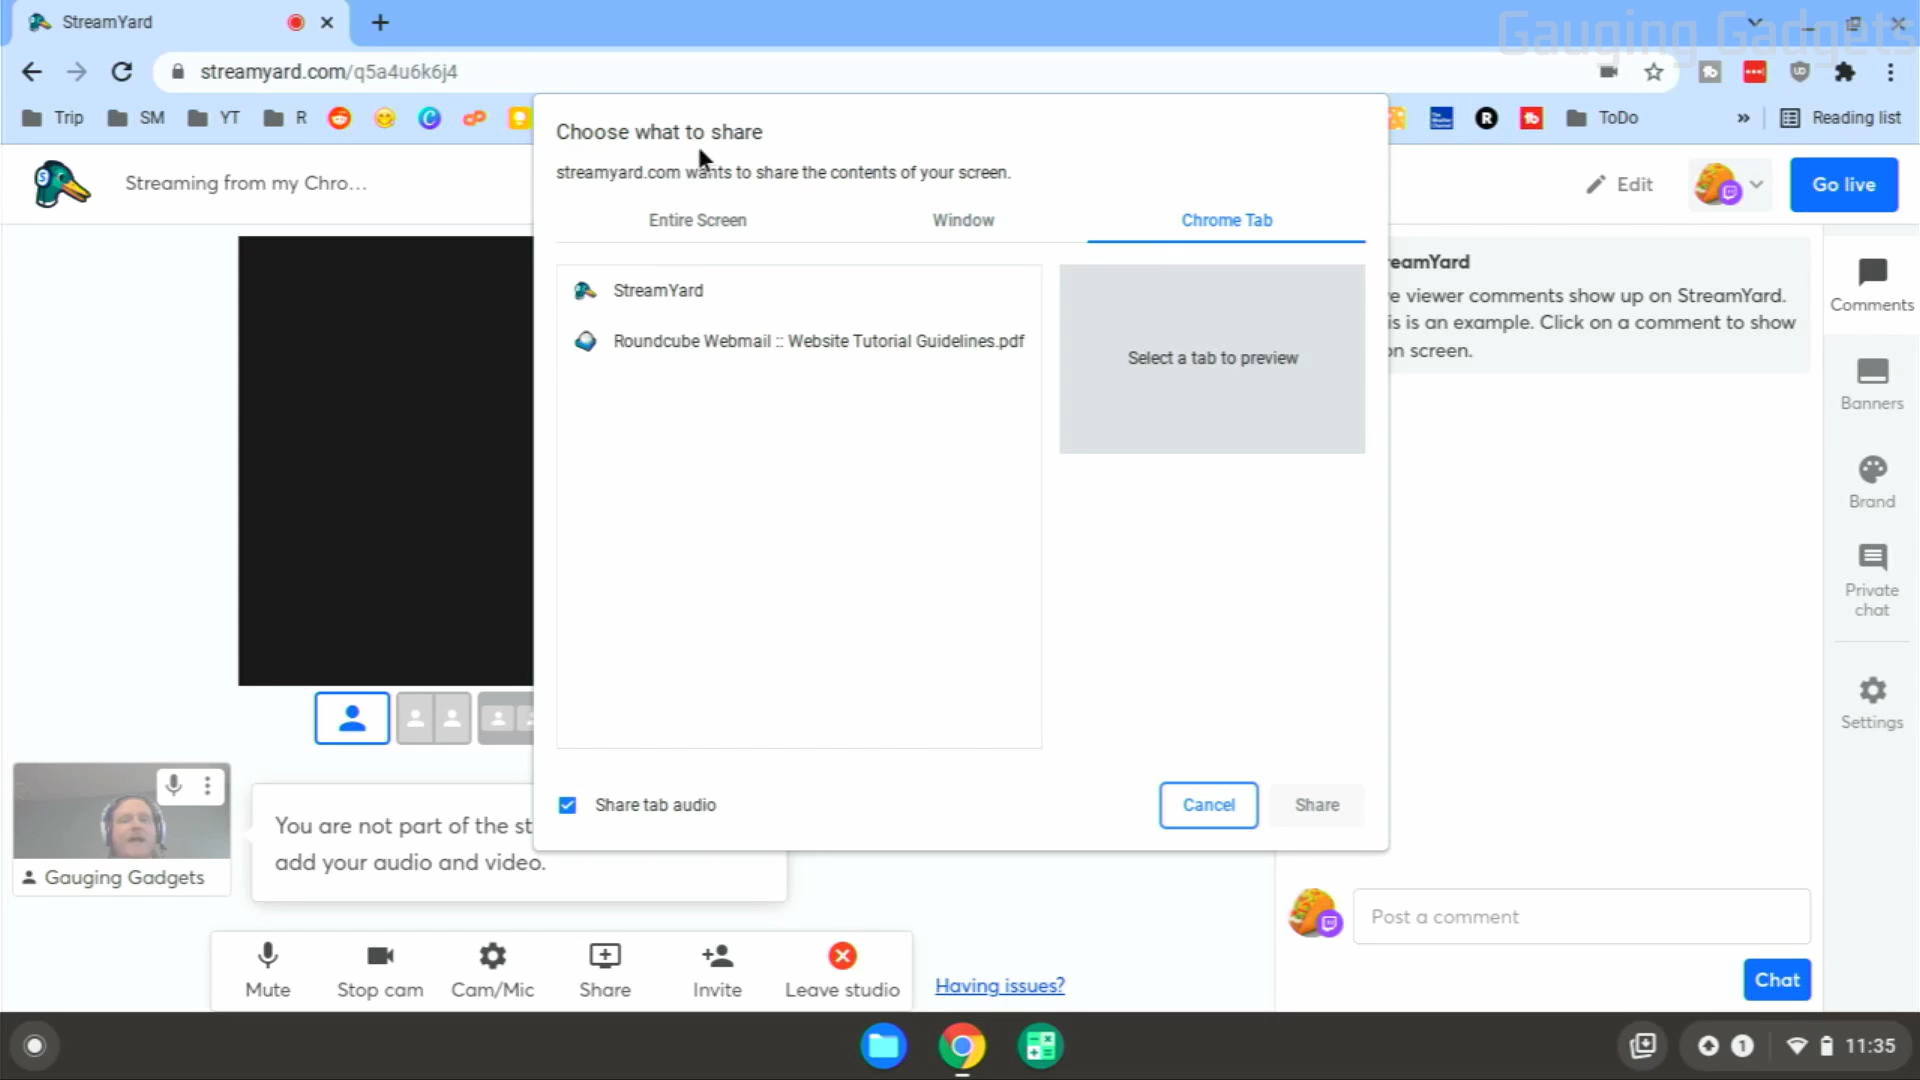 StreamYard
Gauging Gadgets
streamyard.com/q5a4u6k6j4
Trip
SM
YT
R
ToDo
»
Reading list
Streaming from my Chro...
Edit
Go live
Choose what to share
streamyard.com wants to share the contents of your screen.
Entire Screen
Window
Chrome Tab
StreamYard
Roundcube Webmail :: Website Tutorial Guidelines.pdf
Select a tab to preview
Share tab audio
Cancel
Share
eamYard
e viewer comments show up on StreamYard.
is is an example. Click on a comment to show
on screen.
Comments
Banners
Brand
Private
chat
Settings
You are not part of the st
add your audio and video.
Gauging Gadgets
Mute
Stop cam
Cam/Mic
Share
Invite
Leave studio
Having issues?
Post a comment
Chat
1
11:35